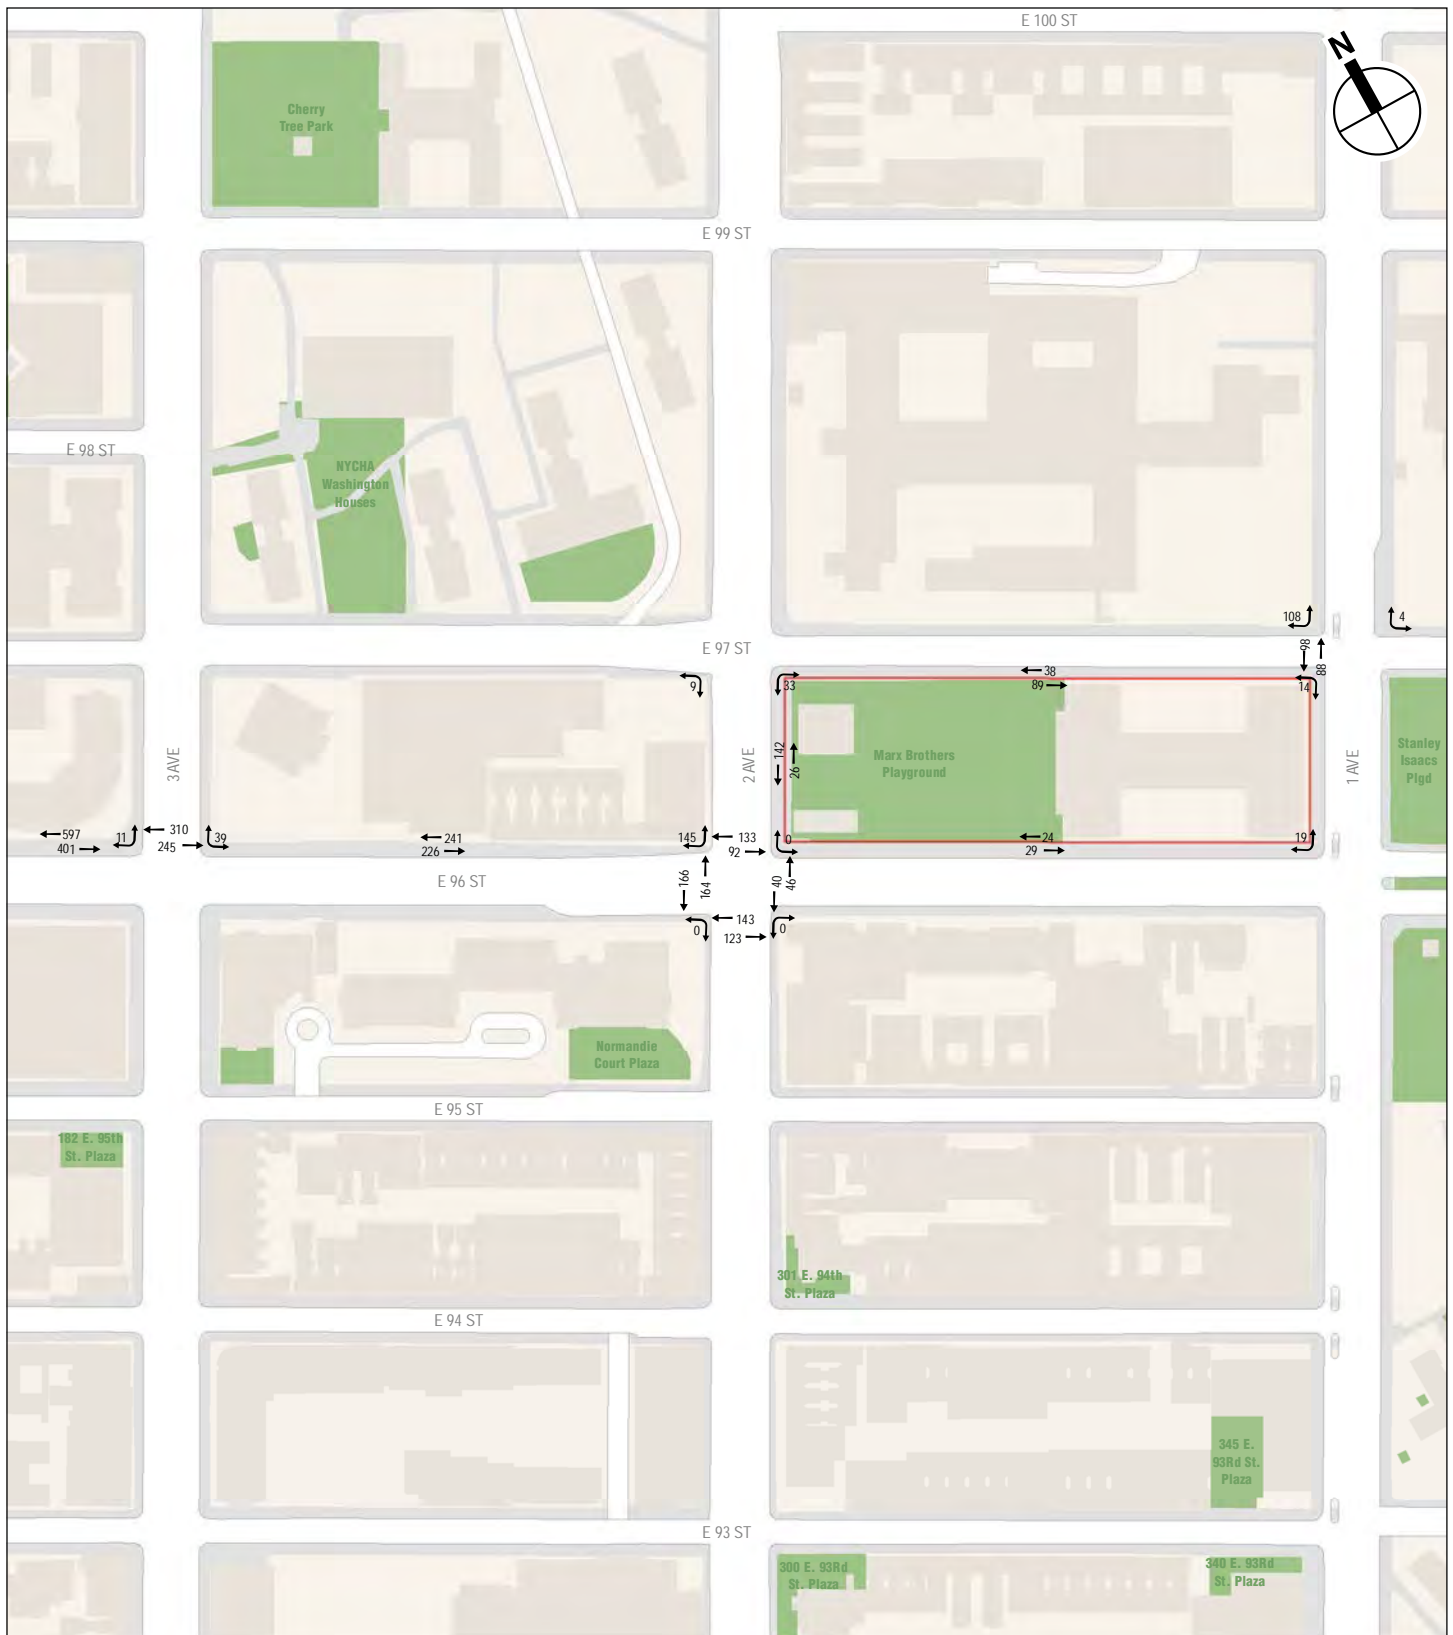 E 100 ST
N
Cherry
Tree Park
E 99 ST
E 98 ST
NYCHA
Washington
Houses
108
4
98
88
E 97 ST
9
33
38
89
14
3 AVE
2 AVE
142
26
Marx Brothers
Playground
1 AVE
Stanley
Isaacs
Plgd
597
401
11
310
245
39
241
226
145
133
92
0
24
29
19
E 96 ST
166
164
40
46
0
143
123
0
Normandie
Court Plaza
E 95 ST
182 E. 95th
St. Plaza
301 E. 94th
St. Plaza
E 94 ST
345 E.
93Rd St.
Plaza
E 93 ST
300 E. 93Rd
St. Plaza
340 E. 93Rd
St. Plaza